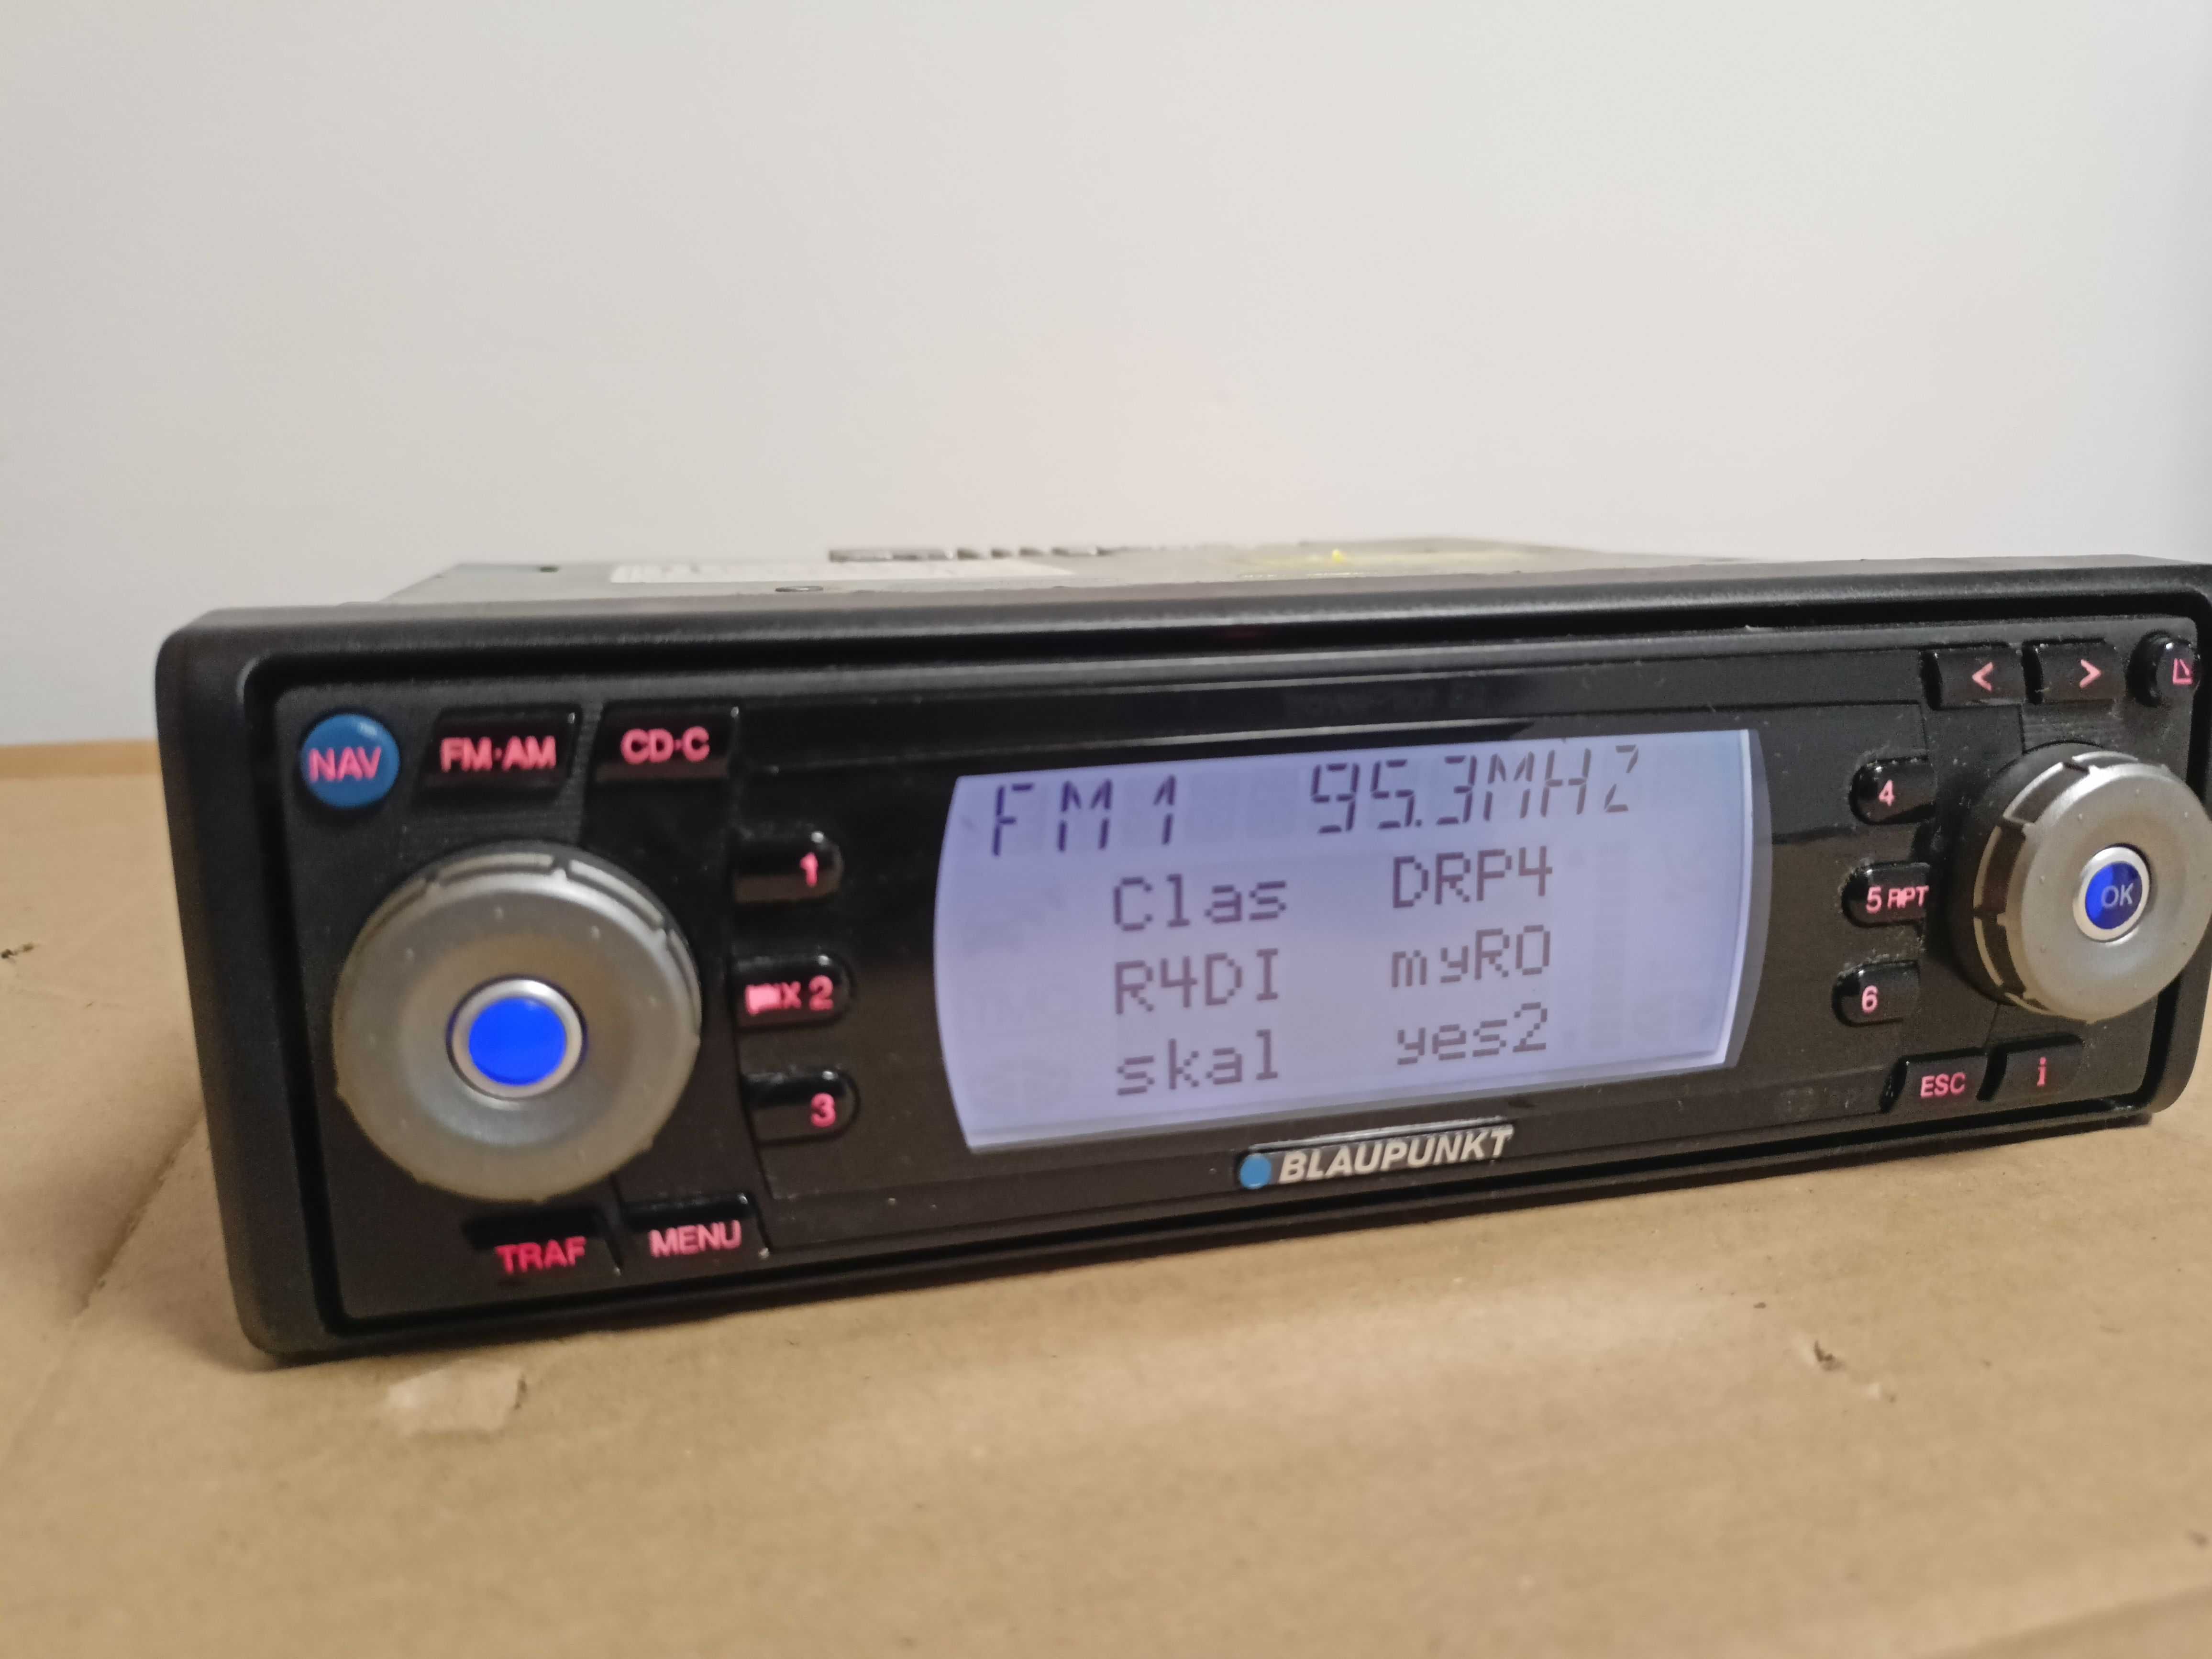 NAV FM·AM CD·C
< >
FM1 95.3MHZ
1 Clas DRP4 4
MIX 2 R4DI myRO 5 RPT
3 skal yes2 6
OK
ESC i
BLAUPUNKT
TRAF MENU